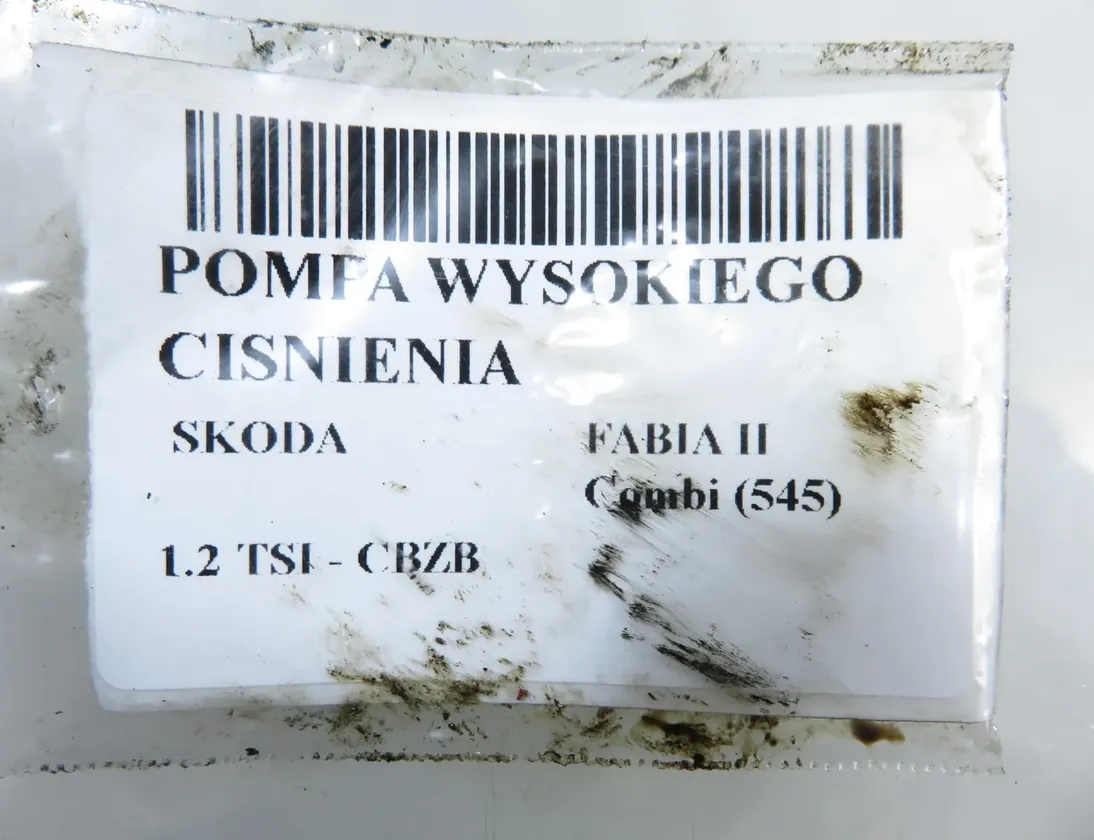 POMPA WYSOKIEGO
CISNIENIA
SKODA FABIA II
Combi (545)
1.2 TSI - CBZB